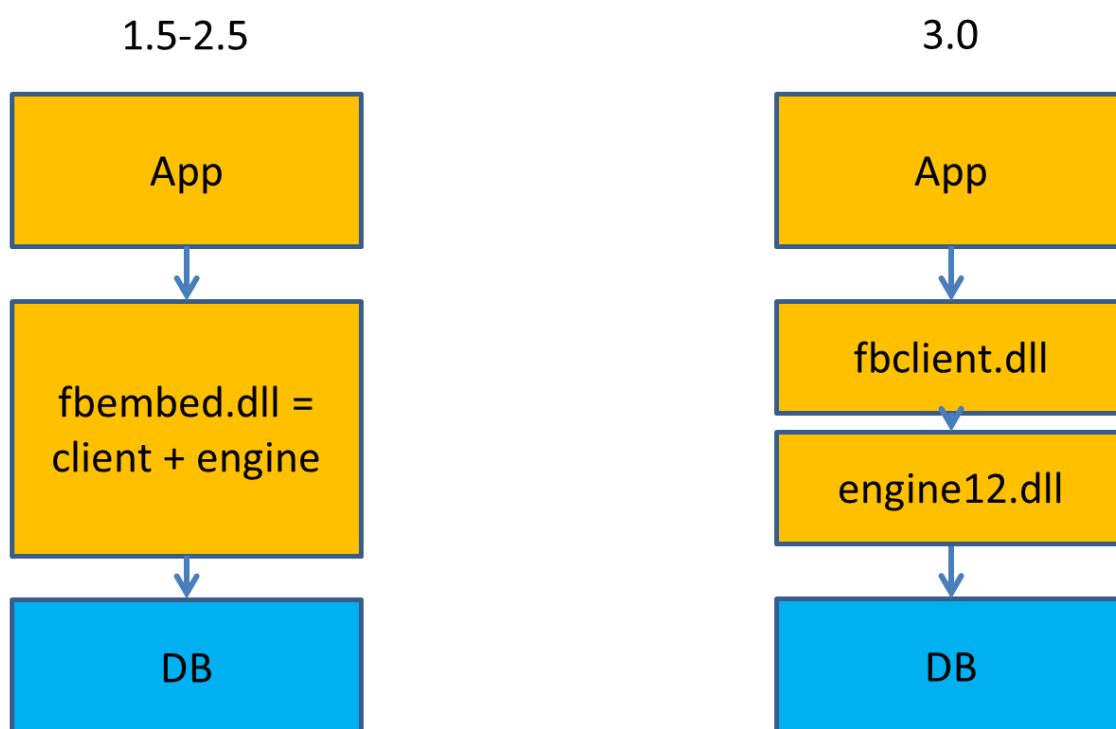 1.5-2.5
App
fbembed.dll =
client + engine
DB
3.0
App
fbclient.dll
engine12.dll
DB